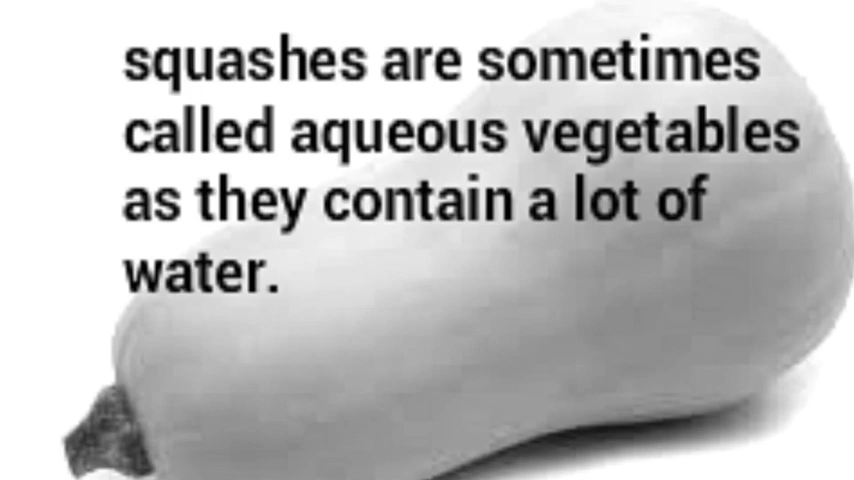 squashes are sometimes
called aqueous vegetables
as they contain a lot of
water.